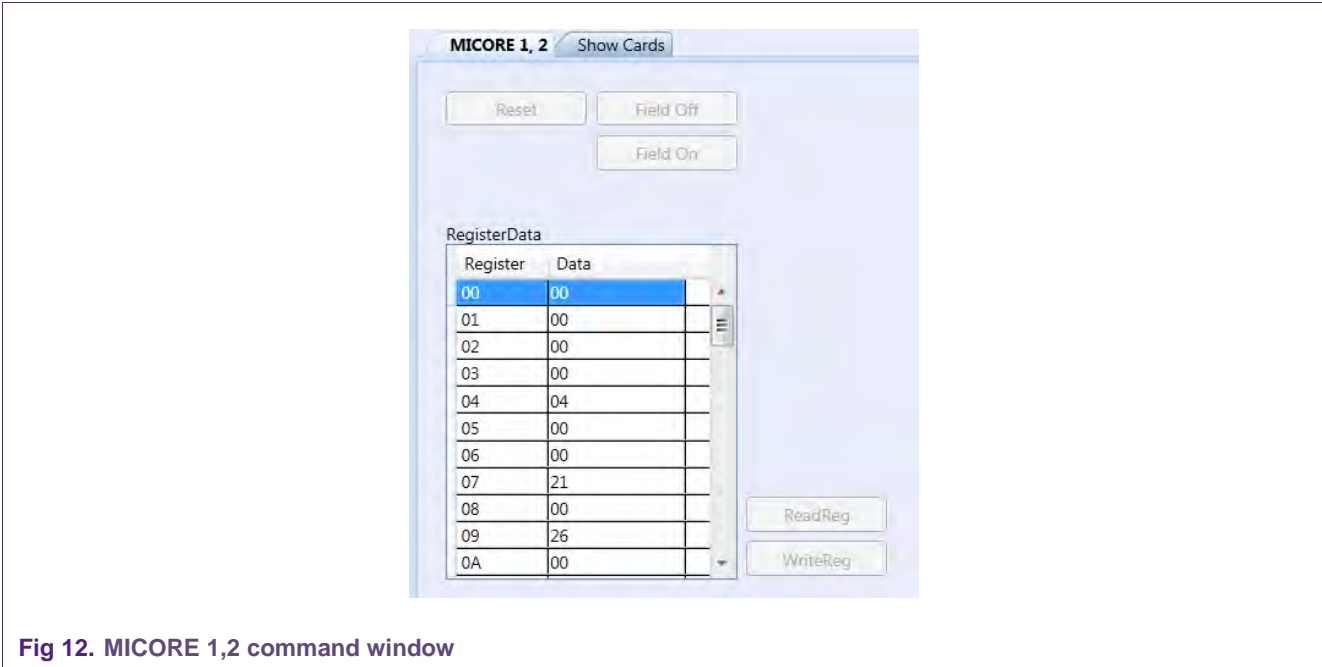 MICORE 1, 2 Show Cards
Reset Field Off
Field On
RegisterData
Register Data
00 00
01 00
02 00
03 00
04 04
05 00
06 00
07 21
08 00
ReadReg
09 26
0A 00
WriteReg
Fig 12. MICORE 1,2 command window